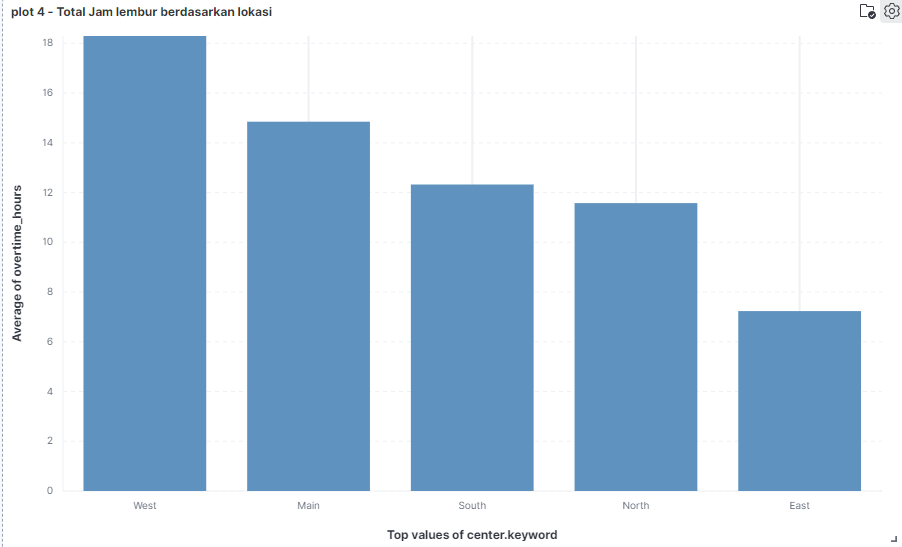 plot 4 - Total Jam lembur berdasarkan lokasi
Average of overtime_hours
18
16
14
12
10
8
6
4
2
0
West Main South North East
Top values of center.keyword